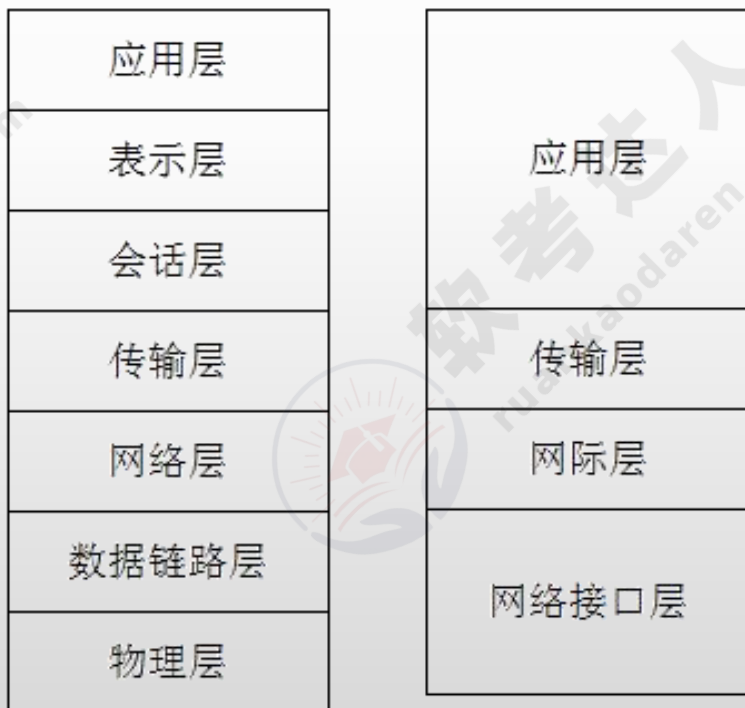 应用层
表示层
会话层
传输层
网络层
数据链路层
物理层
应用层
传输层
网际层
网络接口层
软考达人
ruankaodaren
m